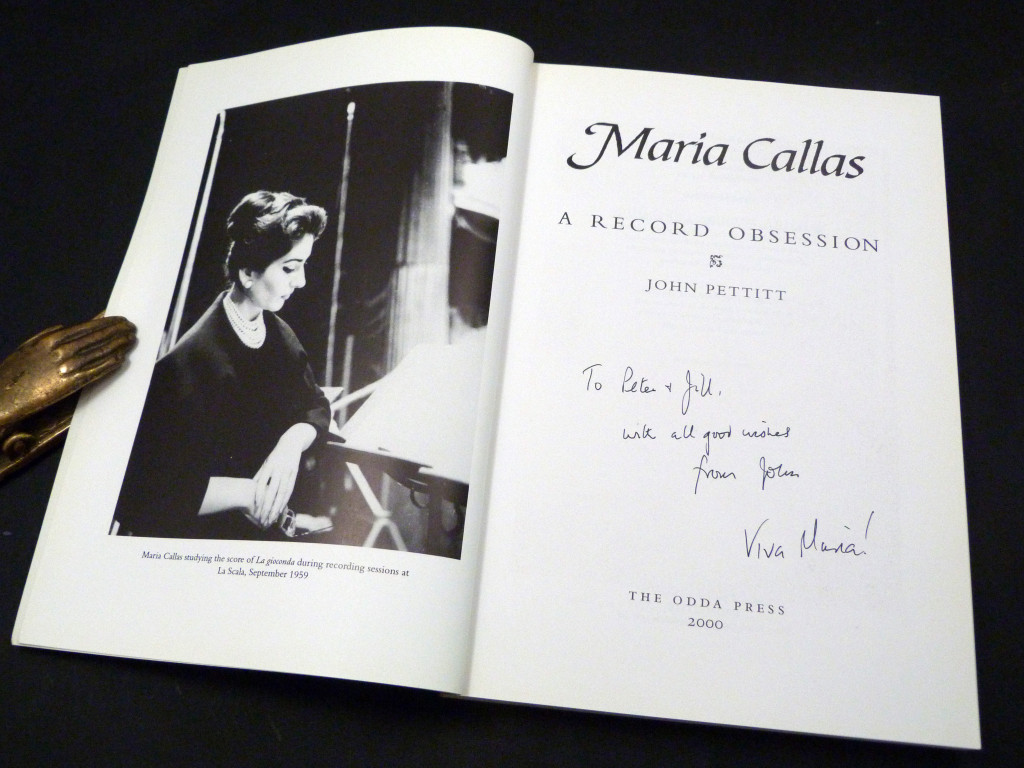 Maria Callas studying the score of La gioconda during recording sessions at
La Scala, September 1959
Maria Callas
A RECORD OBSESSION
JOHN PETTITT
To Peter & Jill,
with all good wishes
from John
Viva Maria!
THE ODDA PRESS
2000